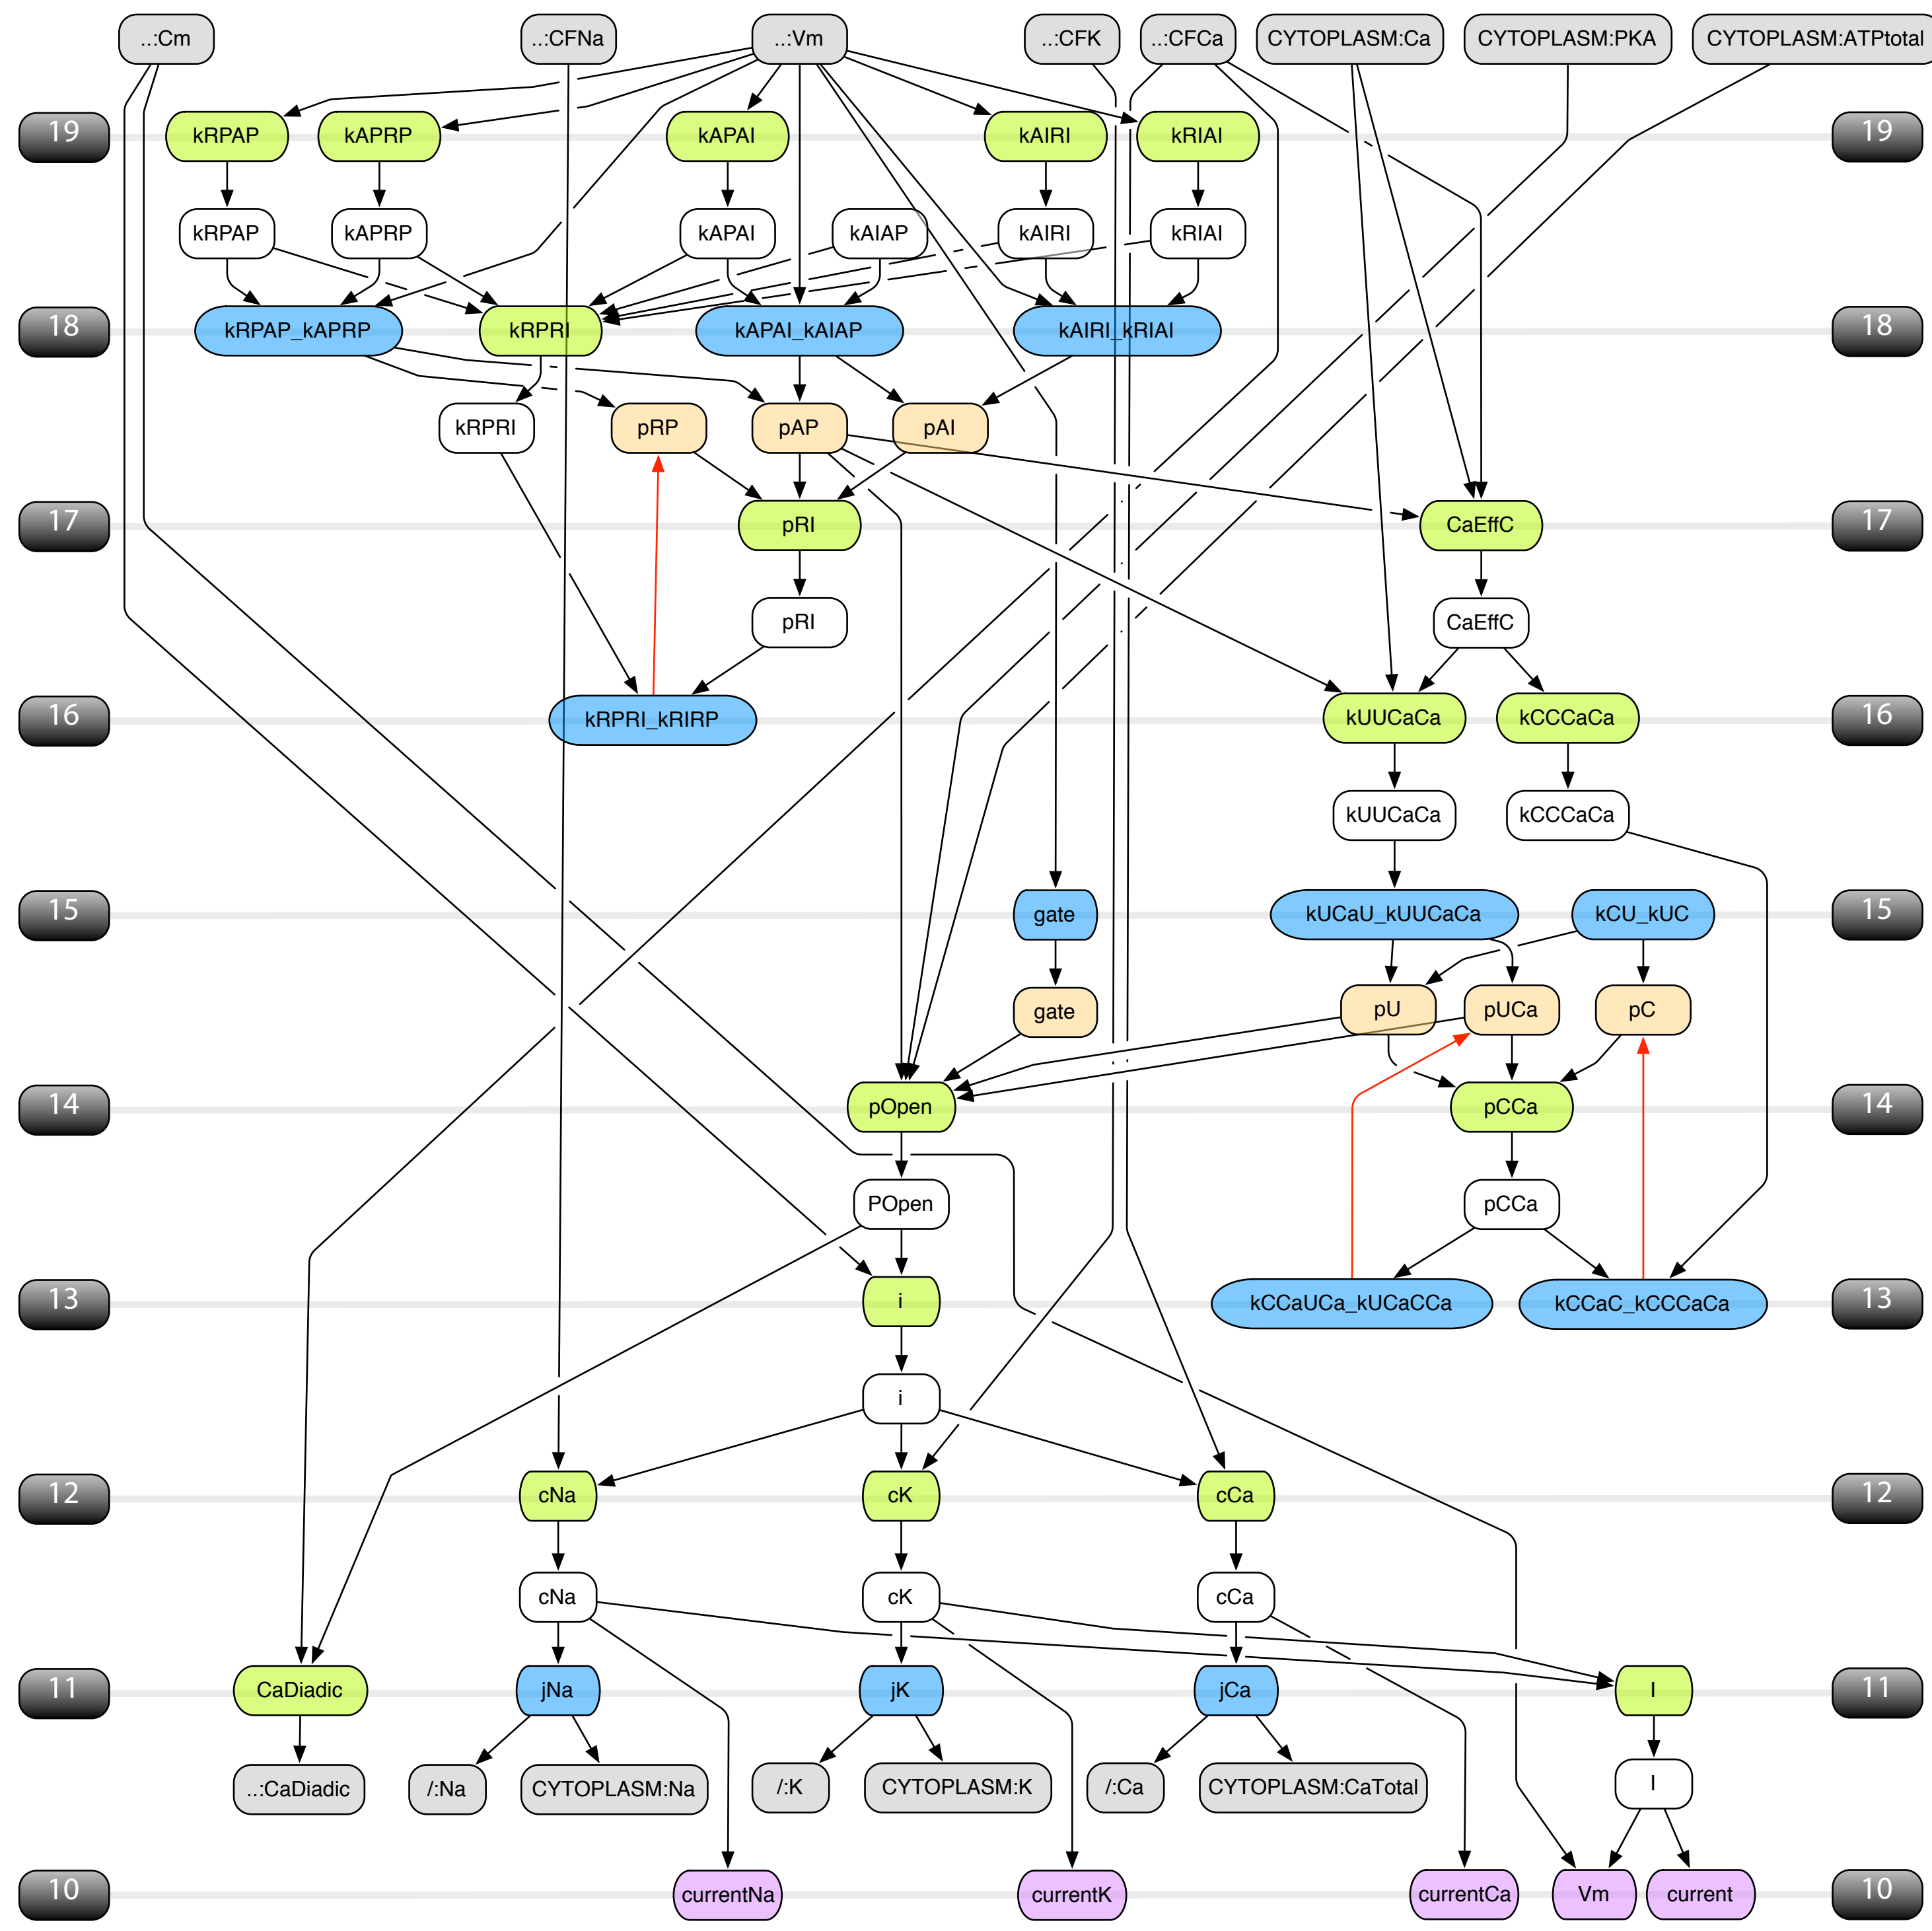 ..:Cm
..:CFNa
..:Vm
..:CFK
..:CFCa
CYTOPLASM:Ca
CYTOPLASM:PKA
CYTOPLASM:ATPtotal
19
kRPAP
kAPRP
kAPAI
kAIRI
kRIAI
19
kRPAP
kAPRP
kAPAI
kAIAP
kAIRI
kRIAI
18
kRPAP_kAPRP
kRPRI
kAPAI_kAIAP
kAIRI_kRIAI
18
kRPRI
pRP
pAP
pAI
17
pRI
CaEffC
17
pRI
CaEffC
16
kRPRI_kRIRP
kUUCaCa
kCCCaCa
16
kUUCaCa
kCCCaCa
15
gate
kUCaU_kUUCaCa
kCU_kUC
15
gate
pU
pUCa
pC
14
pOpen
pCCa
14
POpen
pCCa
13
i
kCCaUCa_kUCaCCa
kCCaC_kCCCaCa
13
i
12
cNa
cK
cCa
12
cNa
cK
cCa
11
CaDiadic
jNa
jK
jCa
I
11
..:CaDiadic
/:Na
CYTOPLASM:Na
/:K
CYTOPLASM:K
/:Ca
CYTOPLASM:CaTotal
I
10
currentNa
currentK
currentCa
Vm
current
10